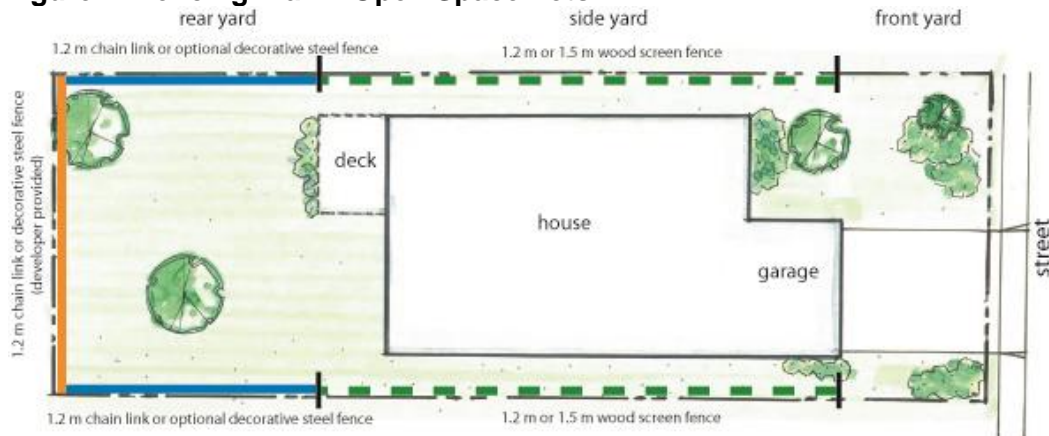 rear yard
side yard
front yard
1.2 m chain link or optional decorative steel fence
1.2 m or 1.5 m wood screen fence
1.2 m chain link or decorative steel fence
(developer provided)
deck
house
garage
street
1.2 m chain link or optional decorative steel fence
1.2 m or 1.5 m wood screen fence